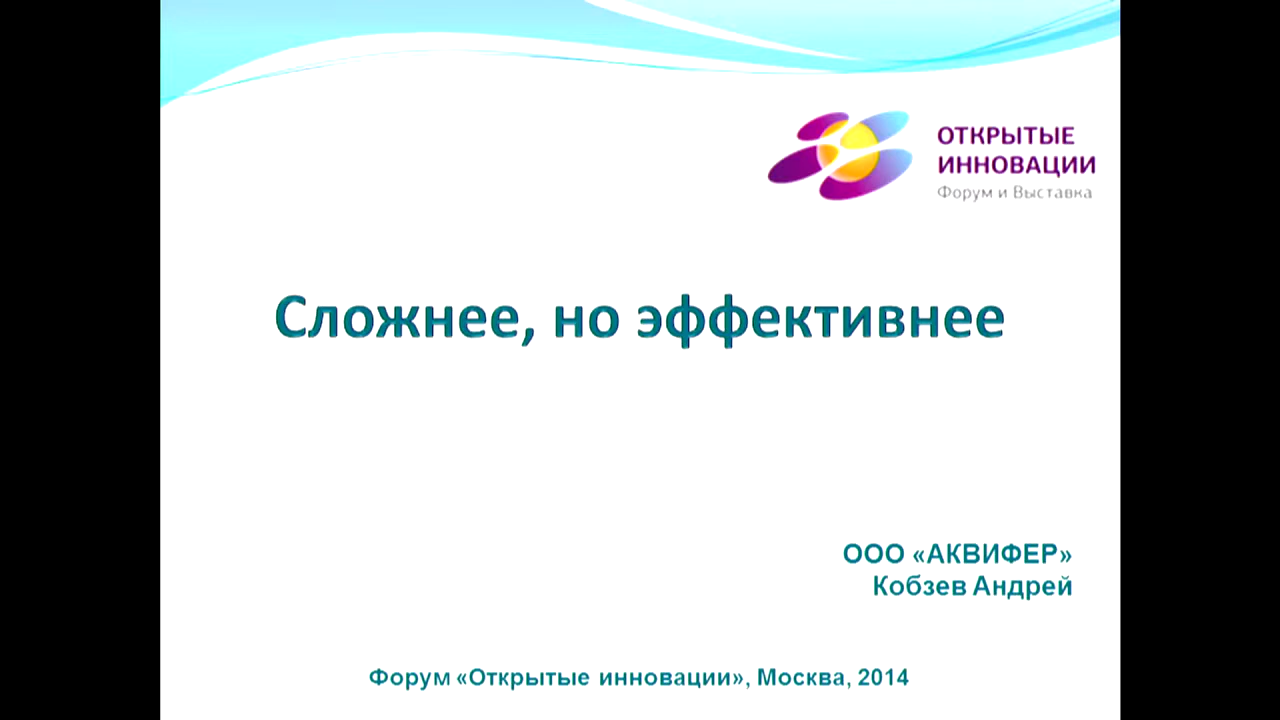 ОТКРЫТЫЕ
ИННОВАЦИИ
Форум и Выставка
Сложнее, но эффективнее
ООО «АКВИФЕР»
Кобзев Андрей
Форум «Открытые инновации», Москва, 2014